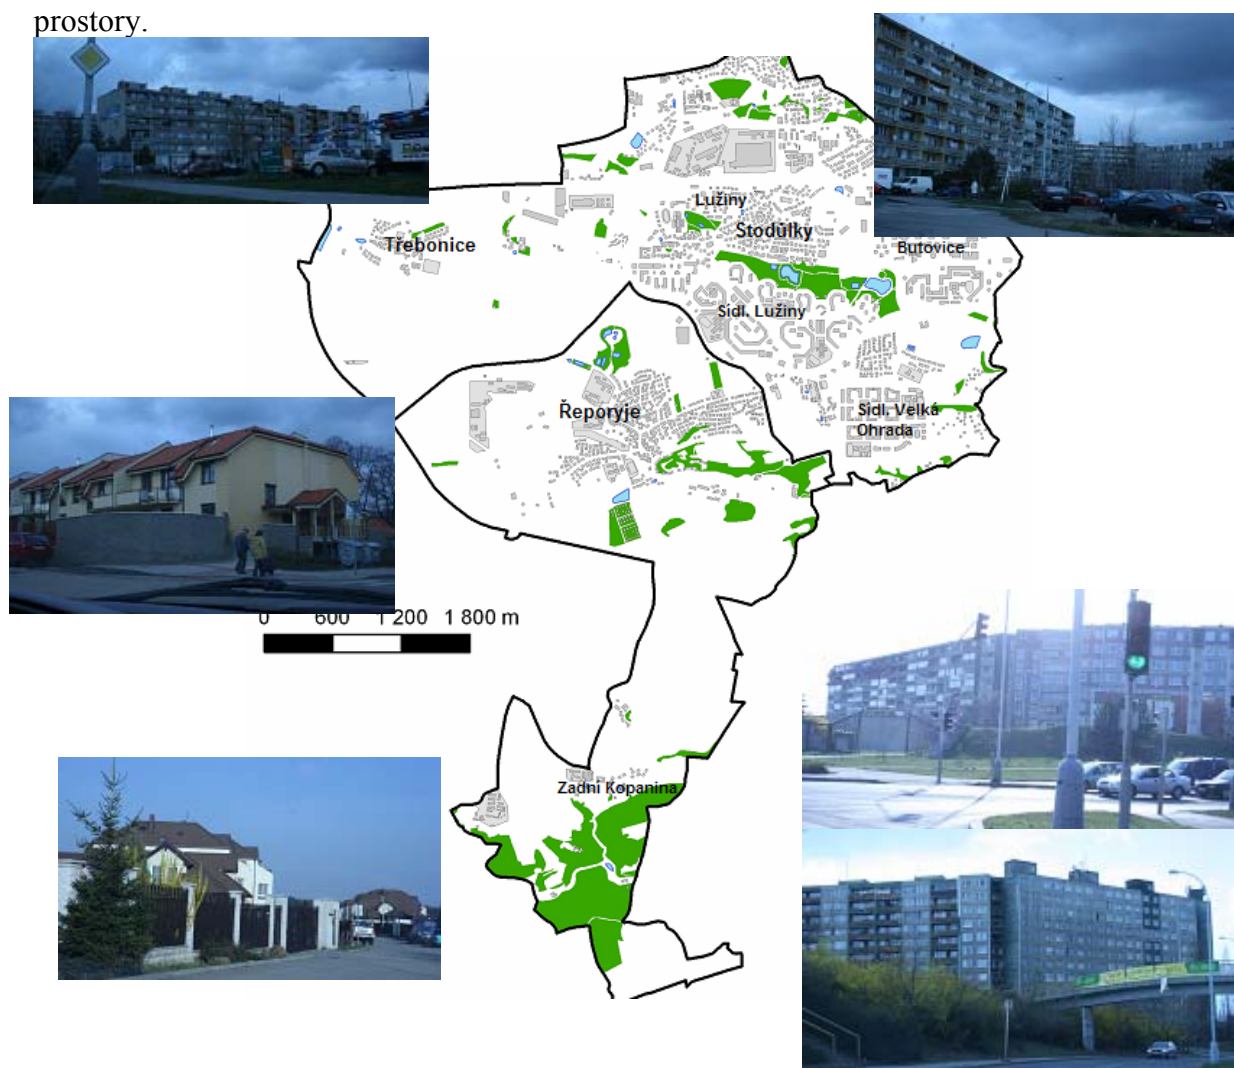 prostory.
Lužiny
Stodůlky
Třebonice
Butovice
Sídl. Lužiny
Řeporyje
Sídl. Velká
Ohrada
0 600 1 200 1 800 m
Zadní Kopanina